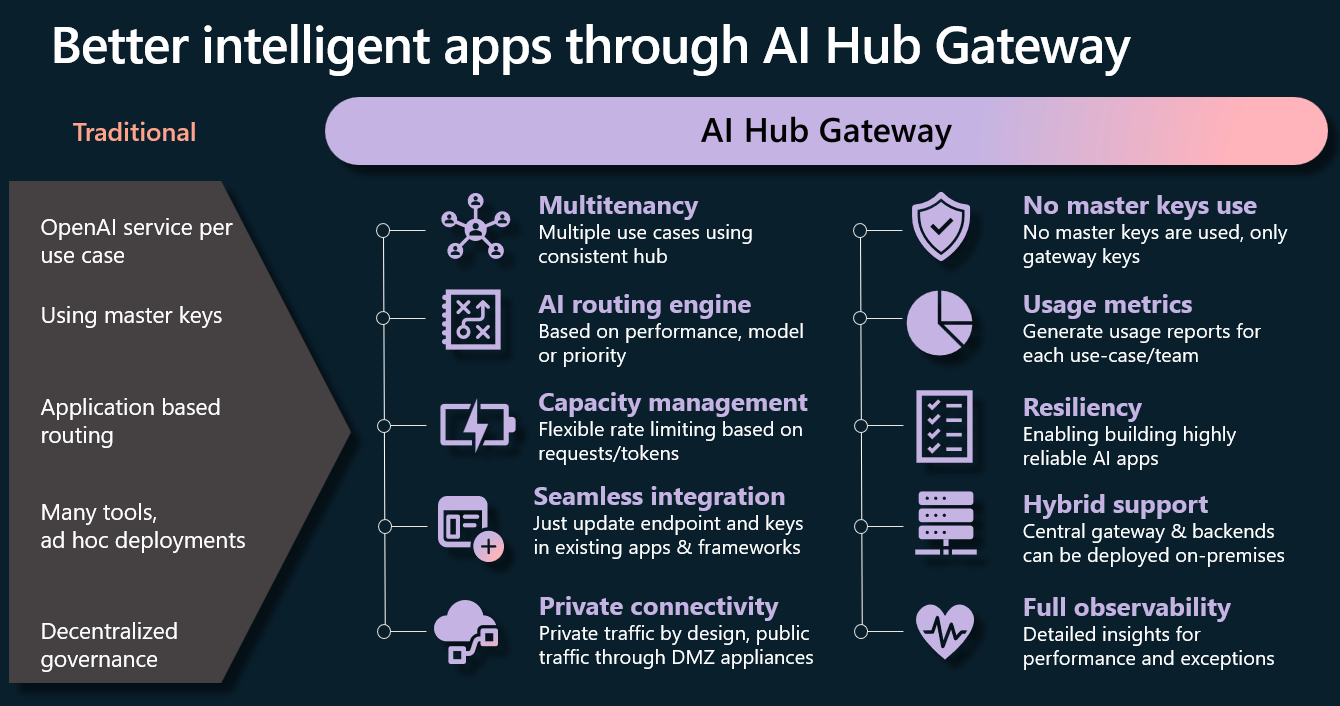 Better intelligent apps through AI Hub Gateway
Traditional
AI Hub Gateway
OpenAI service per
use case
Using master keys
Application based
routing
Many tools,
ad hoc deployments
Decentralized
governance
Multitenancy
Multiple use cases using
consistent hub
AI routing engine
Based on performance, model
or priority
Capacity management
Flexible rate limiting based on
requests/tokens
Seamless integration
Just update endpoint and keys
in existing apps & frameworks
Private connectivity
Private traffic by design, public
traffic through DMZ appliances
No master keys use
No master keys are used, only
gateway keys
Usage metrics
Generate usage reports for
each use-case/team
Resiliency
Enabling building highly
reliable AI apps
Hybrid support
Central gateway & backends
can be deployed on-premises
Full observability
Detailed insights for
performance and exceptions